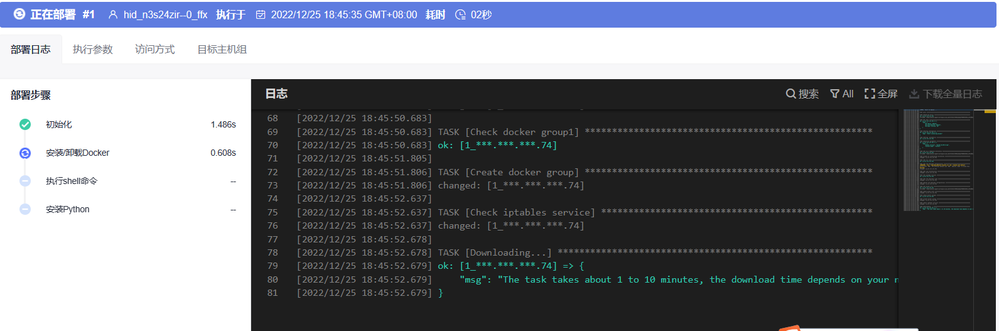 正在部署 #1 hid_n3s24zir--0_ffx 执行于 2022/12/25 18:45:35 GMT+08:00 耗时 02秒
部署日志 执行参数 访问方式 目标主机组
部署步骤
初始化 1.486s
安装/卸载Docker 0.608s
执行shell命令 --
安装Python --
日志 搜索 All 全屏 下载全量日志
68 [2022/12/25 18:45:50.683]
69 [2022/12/25 18:45:50.683] TASK [Check docker group1] *****************************************************
70 [2022/12/25 18:45:50.683] ok: [1_***.***.***.74]
71 [2022/12/25 18:45:51.805]
72 [2022/12/25 18:45:51.806] TASK [Create docker group] *****************************************************
73 [2022/12/25 18:45:51.806] changed: [1_***.***.***.74]
74 [2022/12/25 18:45:52.637]
75 [2022/12/25 18:45:52.637] TASK [Check iptables service] **************************************************
76 [2022/12/25 18:45:52.637] changed: [1_***.***.***.74]
77 [2022/12/25 18:45:52.678]
78 [2022/12/25 18:45:52.678] TASK [Downloading...] **********************************************************
79 [2022/12/25 18:45:52.679] ok: [1_***.***.***.74] => {
80 [2022/12/25 18:45:52.679] "msg": "The task takes about 1 to 10 minutes, the download time depends on your n
81 [2022/12/25 18:45:52.679] }